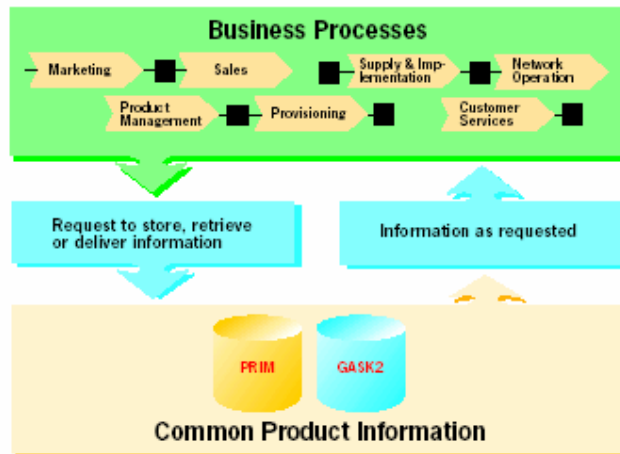 Business Processes
Marketing
Sales
Supply & Imp-
lementation
Network
Operation
Product
Management
Provisioning
Customer
Services
Request to store, retrieve
or deliver information
Information as requested
PRIM
GASK2
Common Product Information